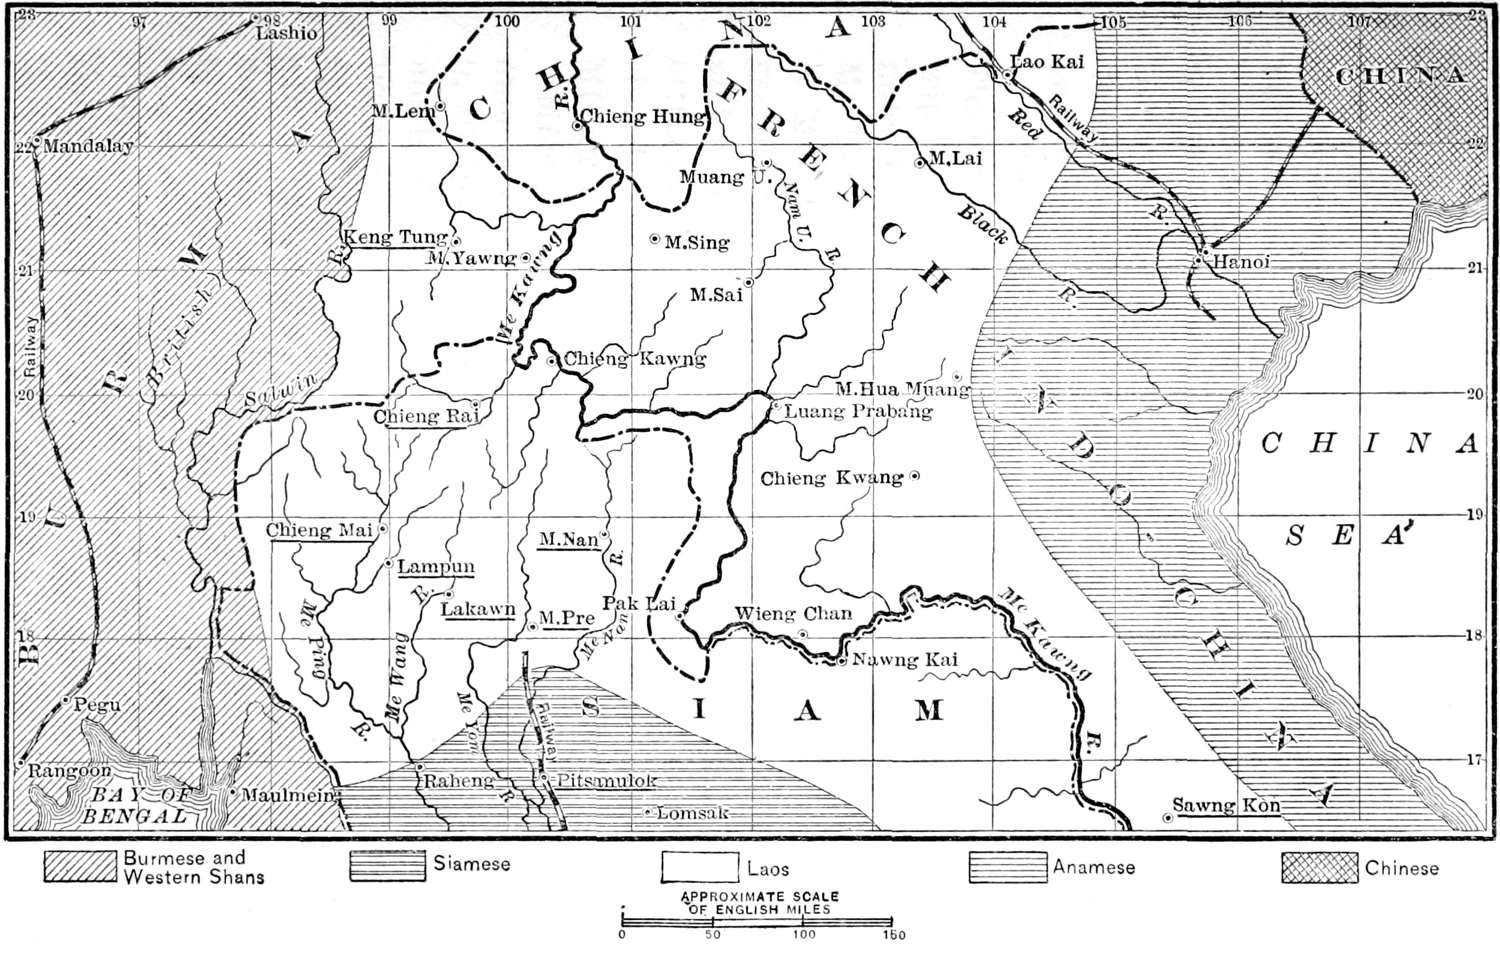 23 97 98 99 100 101 102 103 104 105 106 107 23
Lashio
C H I N A
Lao Kai
CHINA
M.Lem
R.
Chieng Hung
Railway
Red
22
Mandalay
22
M.Lai
Muang U.
Nam U.
R.
FRENCH
Black
R.
Keng Tung
M.Yawng
M.Sing
R.
Hanoi
21
21
Me Kawng
M.Sai
R.
British
Railway
Chieng Kawng
Salwin
20
M.Hua Muang
20
Chieng Rai
Luang Prabang
CHINA
Chieng Kwang
19
19
Chieng Mai
M.Nan
SEA
Lampun
R.
R.
Lakawn
Pak Lai
Wieng Chan
Me Kawng
M.Pre
18
18
Me Ping
Me Wang
Me Nan
Nawng Kai
BURMA
INDO CHINA
Pegu
R.
Me Yom
Railway
SIAM
R.
17
Rangoon
Raheng
Pitsanulok
BAY OF
BENGAL
Maulmein
R.
Lomsak
Sawng Kon
Burmese and
Western Shans
Siamese
Laos
Anamese
Chinese
APPROXIMATE SCALE
OF ENGLISH MILES
0 50 100 150